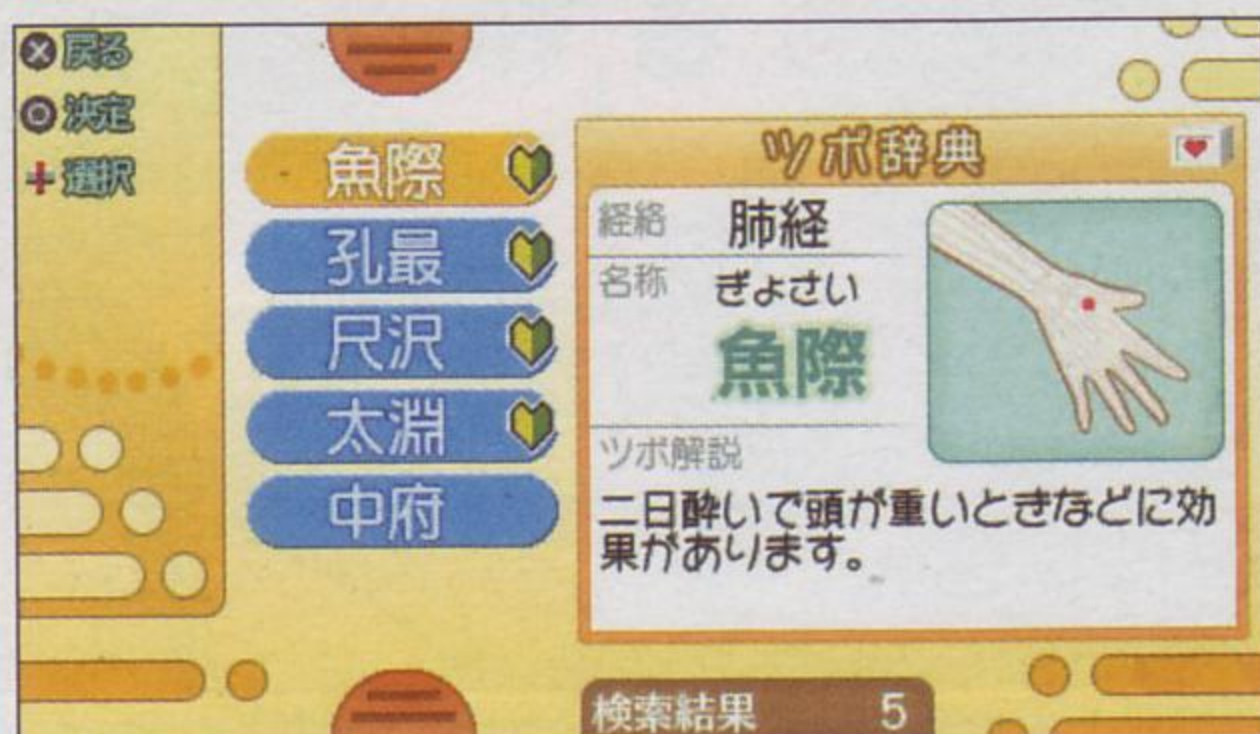 戻る
決定
選択
魚際
孔最
尺沢
太淵
中府
ツボ辞典
経絡 肺経
名称 ぎょさい
魚際
ツボ解説
二日酔いで頭が重いときなどに効
果があります。
検索結果 5